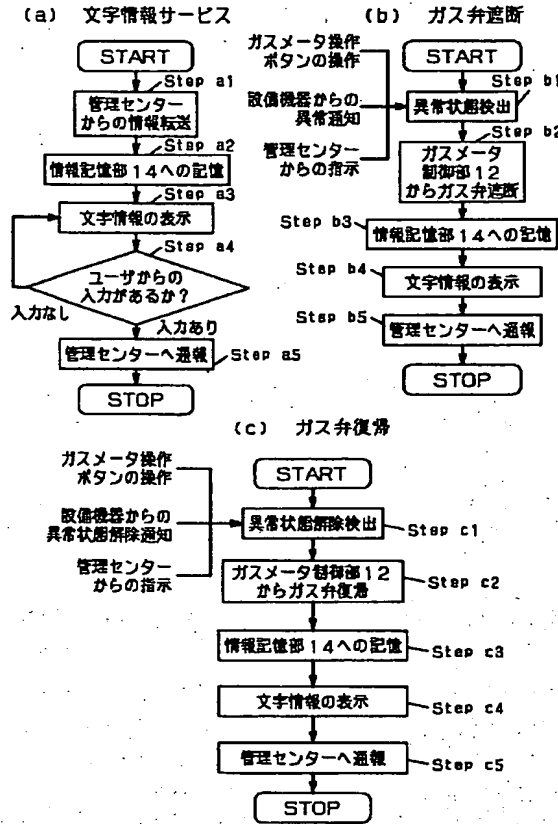 (a) 文字情報サービス
START
Step a1
管理センター
からの情報転送
Step a2
情報記憶部14への記憶
Step a3
文字情報の表示
Step a4
ユーザからの
入力があるか?
入力なし
入力あり
管理センターへ通報
Step a5
STOP
(b) ガス弁遮断
ガスメータ操作
ボタンの操作
設備機器からの
異常通知
管理センター
からの指示
START
Step b1
異常状態検出
Step b2
ガスメータ
制御部12
からガス弁遮断
Step b3
情報記憶部14への記憶
Step b4
文字情報の表示
Step b5
管理センターへ通報
STOP
(c) ガス弁復帰
ガスメータ操作
ボタンの操作
設備機器からの
異常状態解除通知
管理センター
からの指示
START
異常状態解除検出
Step c1
ガスメータ制御部12
からガス弁復帰
Step c2
情報記憶部14への記憶
Step c3
文字情報の表示
Step c4
管理センターへ通報
Step c5
STOP